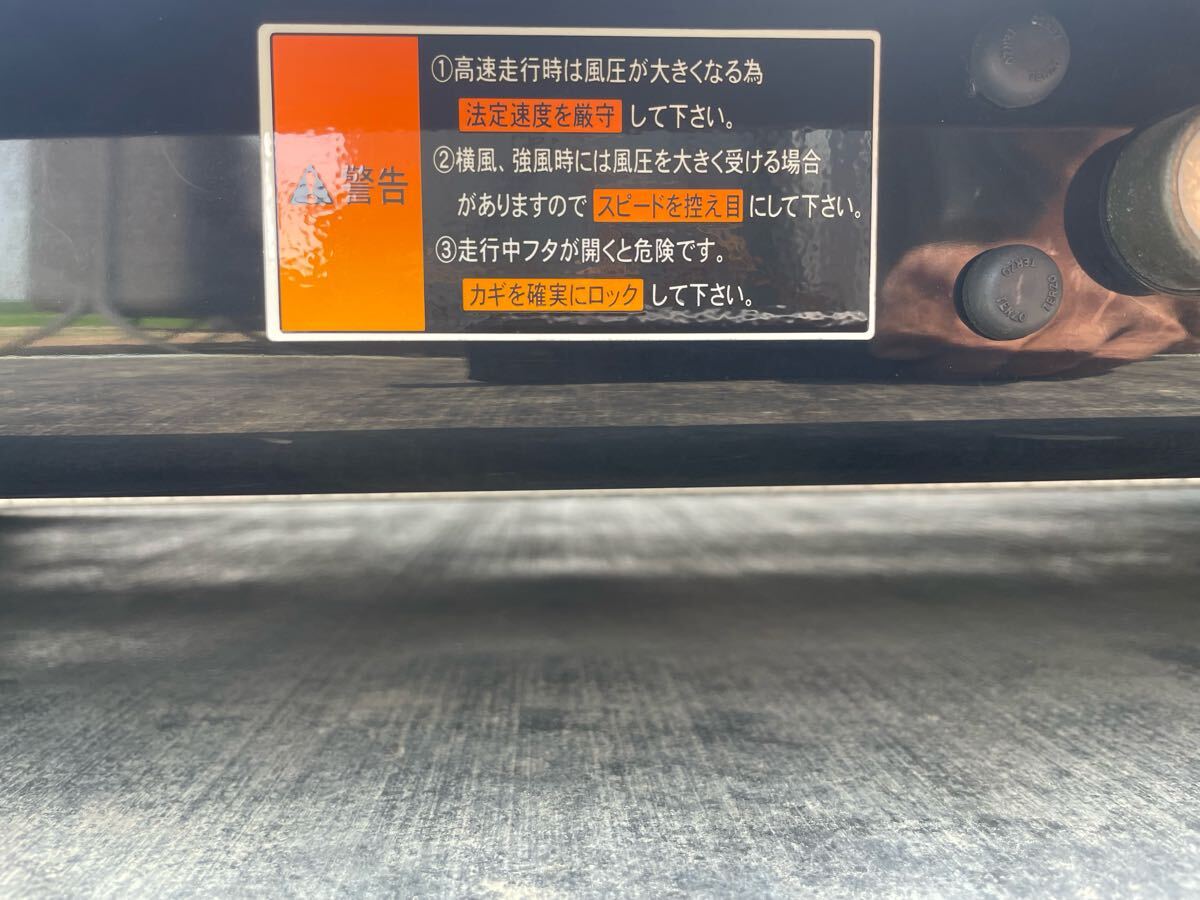 警告
①高速走行時は風圧が大きくなる為
法定速度を厳守 して下さい。
②横風、強風時には風圧を大きく受ける場合
がありますので スピードを控え目 にして下さい。
③走行中フタが開くと危険です。
カギを確実にロック して下さい。
TERZO
TERZO
TERZO
TERZO
TERZO